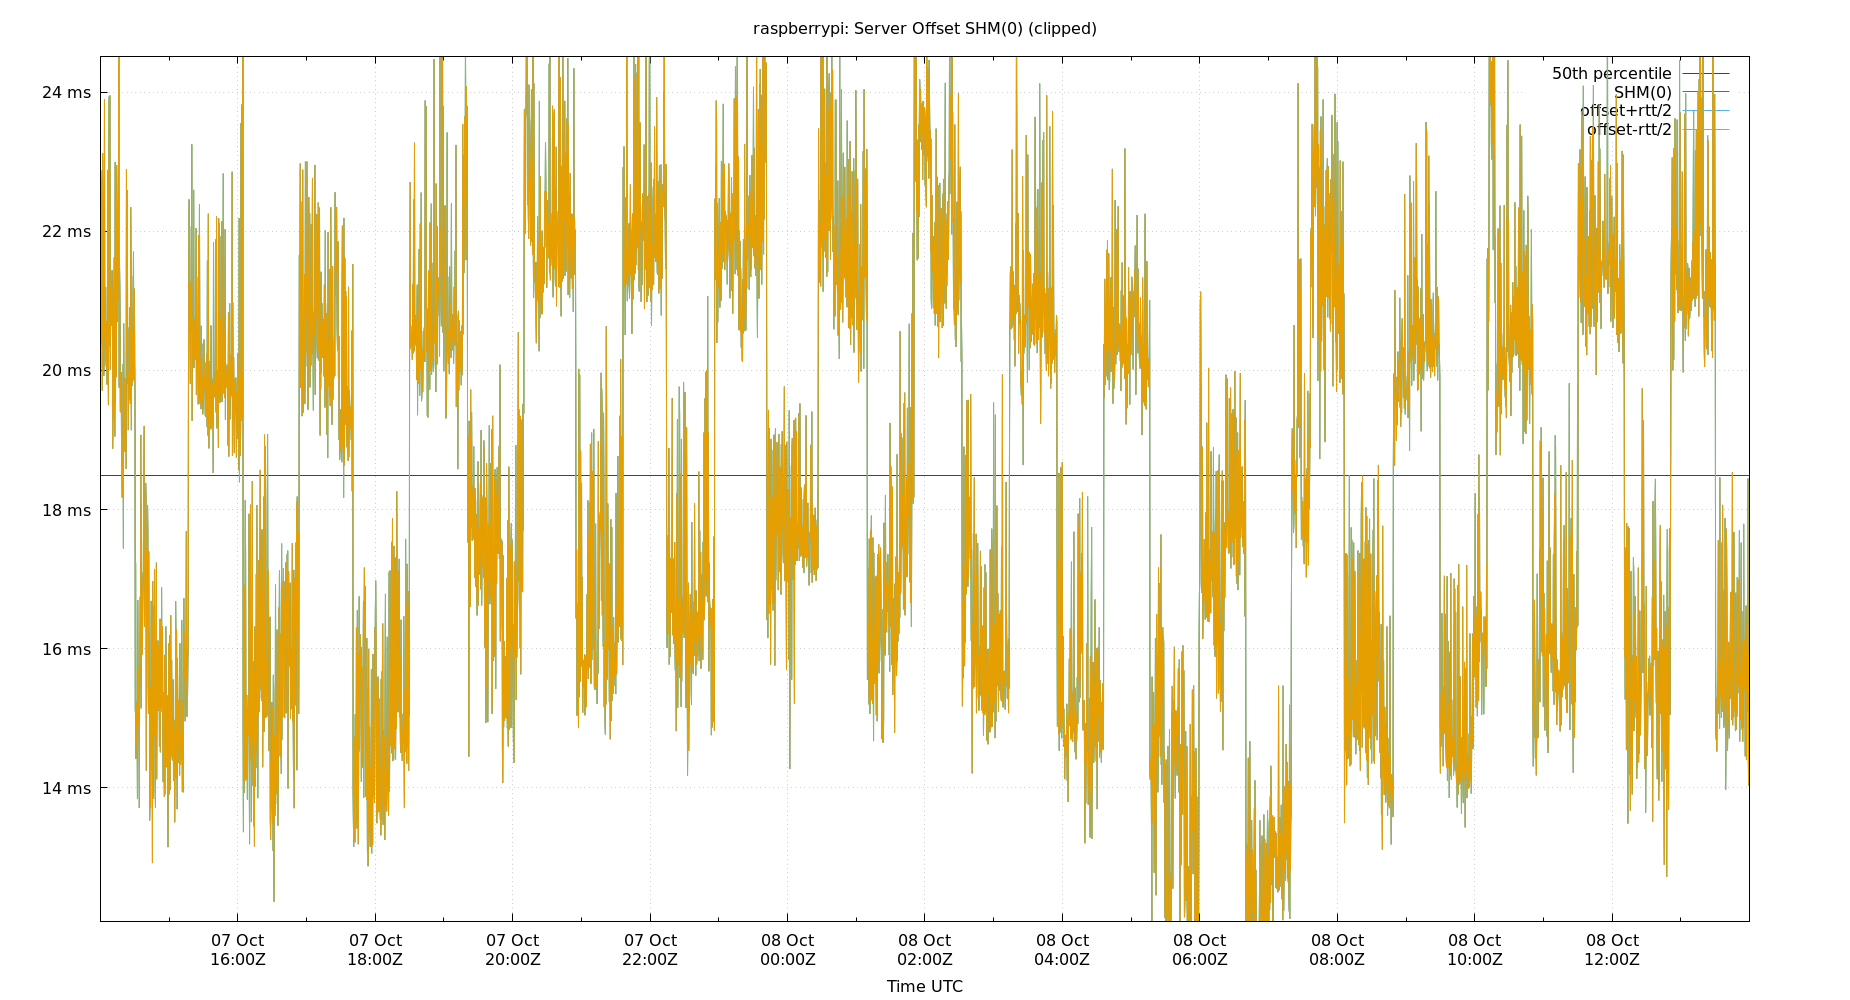 raspberrypi: Server Offset SHM(0) (clipped)
50th percentile
SHM(0)
offset+rtt/2
offset-rtt/2
24 ms
22 ms
20 ms
18 ms
16 ms
14 ms
07 Oct
16:00Z
07 Oct
18:00Z
07 Oct
20:00Z
07 Oct
22:00Z
08 Oct
00:00Z
08 Oct
02:00Z
08 Oct
04:00Z
08 Oct
06:00Z
08 Oct
08:00Z
08 Oct
10:00Z
08 Oct
12:00Z
Time UTC